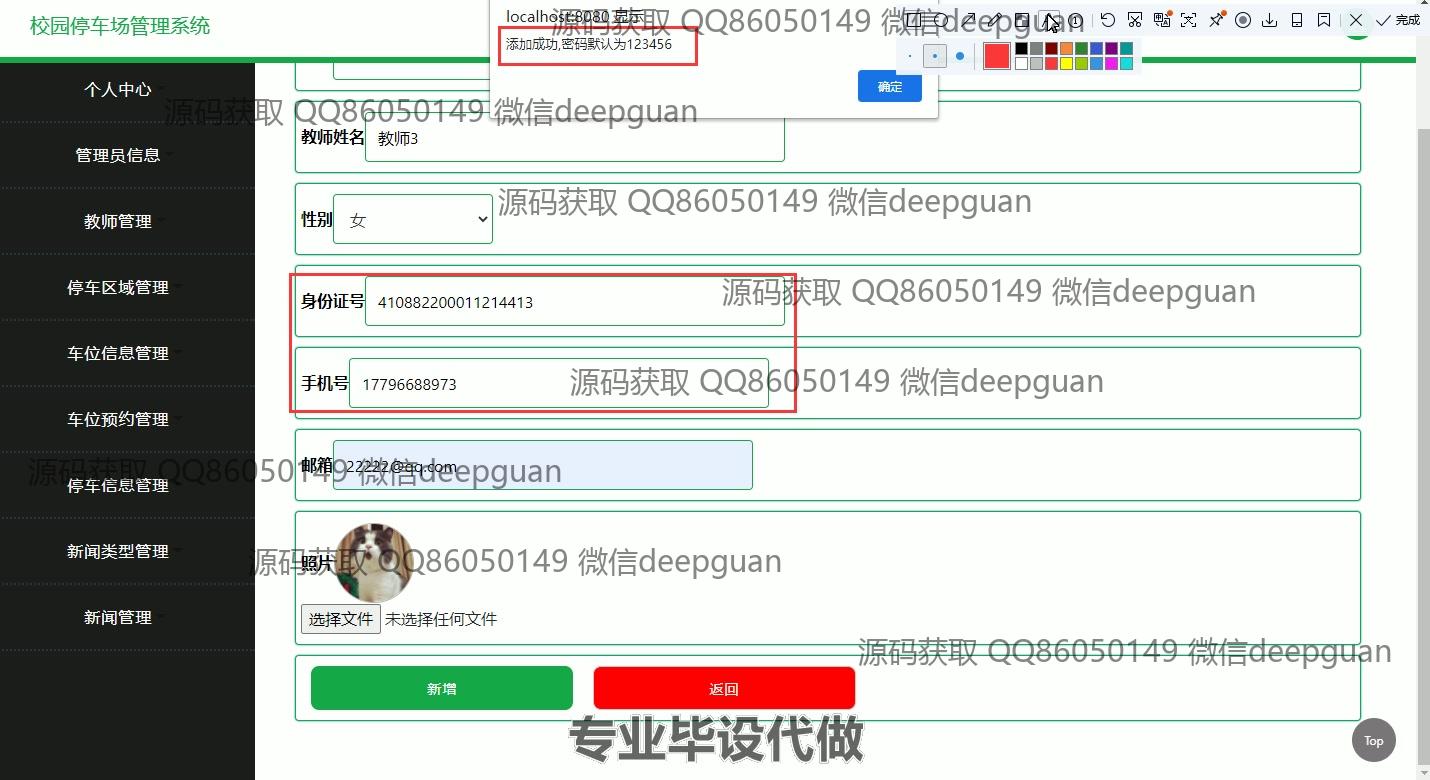 校园停车场管理系统
localhost:8080 显示
添加成功,密码默认为123456
确定
完成
源码获取 QQ86050149 微信deepguan
个人中心
管理员信息
教师管理
停车区域管理
车位信息管理
车位预约管理
停车信息管理
新闻类型管理
新闻管理
源码获取 QQ86050149 微信deepguan
教师姓名 教师3
源码获取 QQ86050149 微信deepguan
性别 女
源码获取 QQ86050149 微信deepguan
身份证号 410882200011214413
源码获取 QQ86050149 微信deepguan
手机号 17796688973
源码获取 QQ86050149 微信deepguan
邮箱 22222@qq.com
源码获取 QQ86050149 微信deepguan
照片
选择文件 未选择任何文件
源码获取 QQ86050149 微信deepguan
新增 返回
专业毕设代做
Top